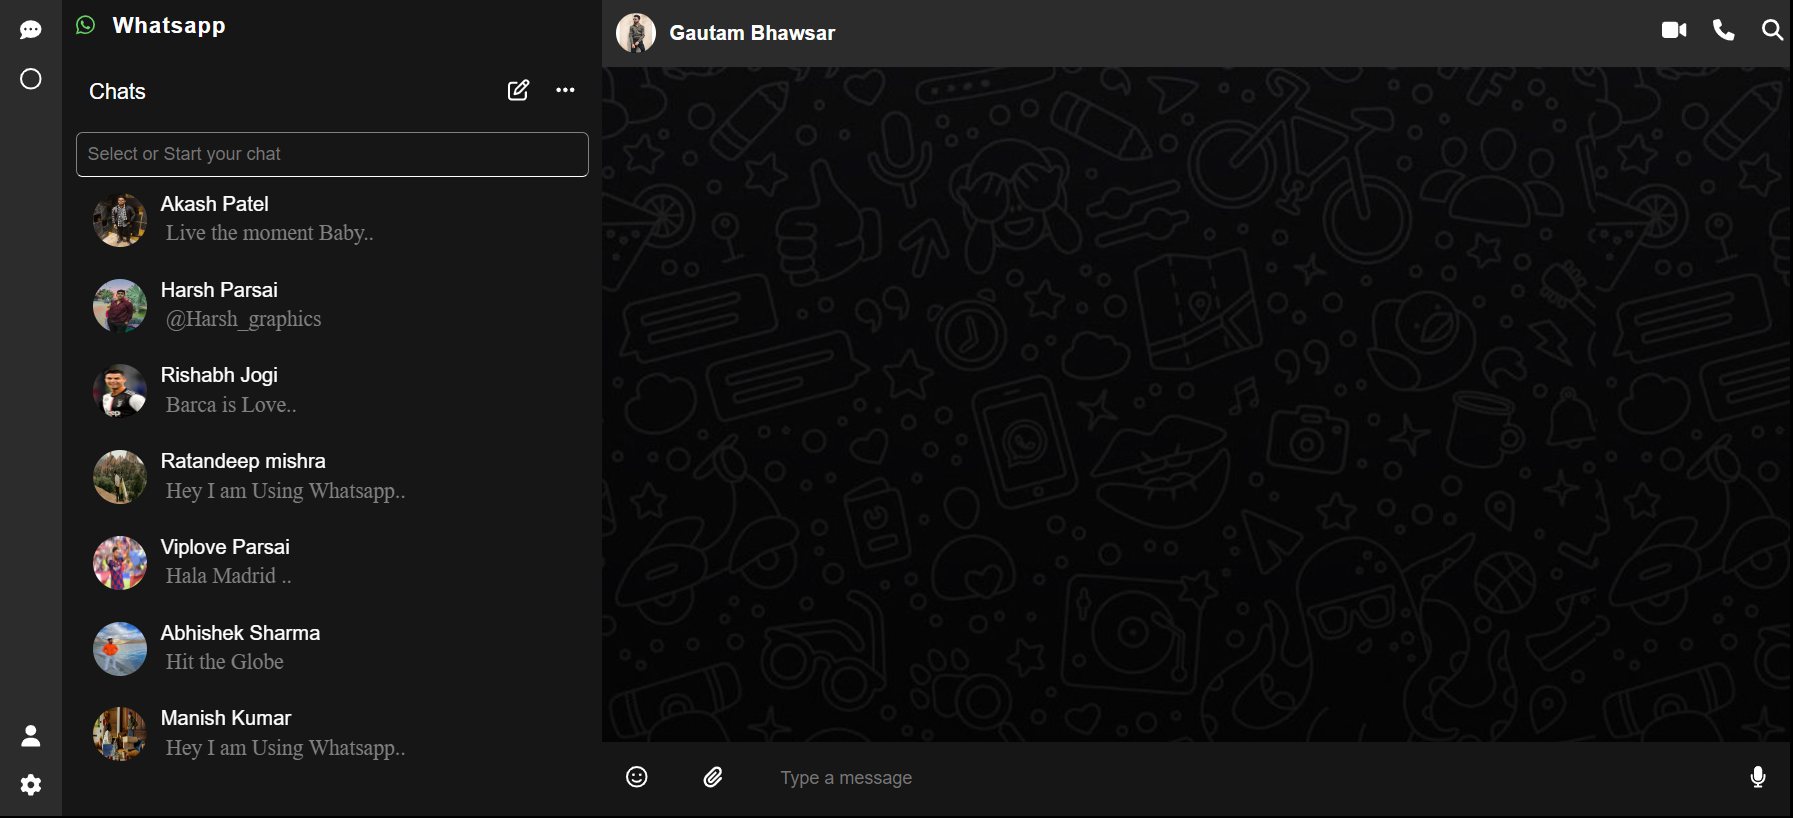 Whatsapp
Chats
Select or Start your chat
Akash Patel
Live the moment Baby..
Harsh Parsai
@Harsh_graphics
Rishabh Jogi
Barca is Love..
Ratandeep mishra
Hey I am Using Whatsapp..
Viplove Parsai
Hala Madrid ..
Abhishek Sharma
Hit the Globe
Manish Kumar
Hey I am Using Whatsapp..
Gautam Bhawsar
Type a message